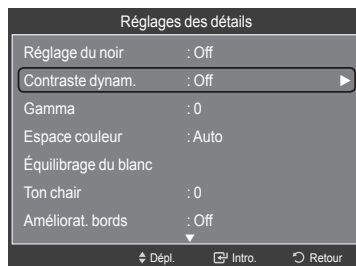 Réglages des détails
Réglage du noir : Off
Contraste dynam. : Off ►
Gamma : 0
Espace couleur : Auto
Équilibrage du blanc
Ton chair : 0
Améliorat. bords : Off
▼
Dépl. Intro. Retour